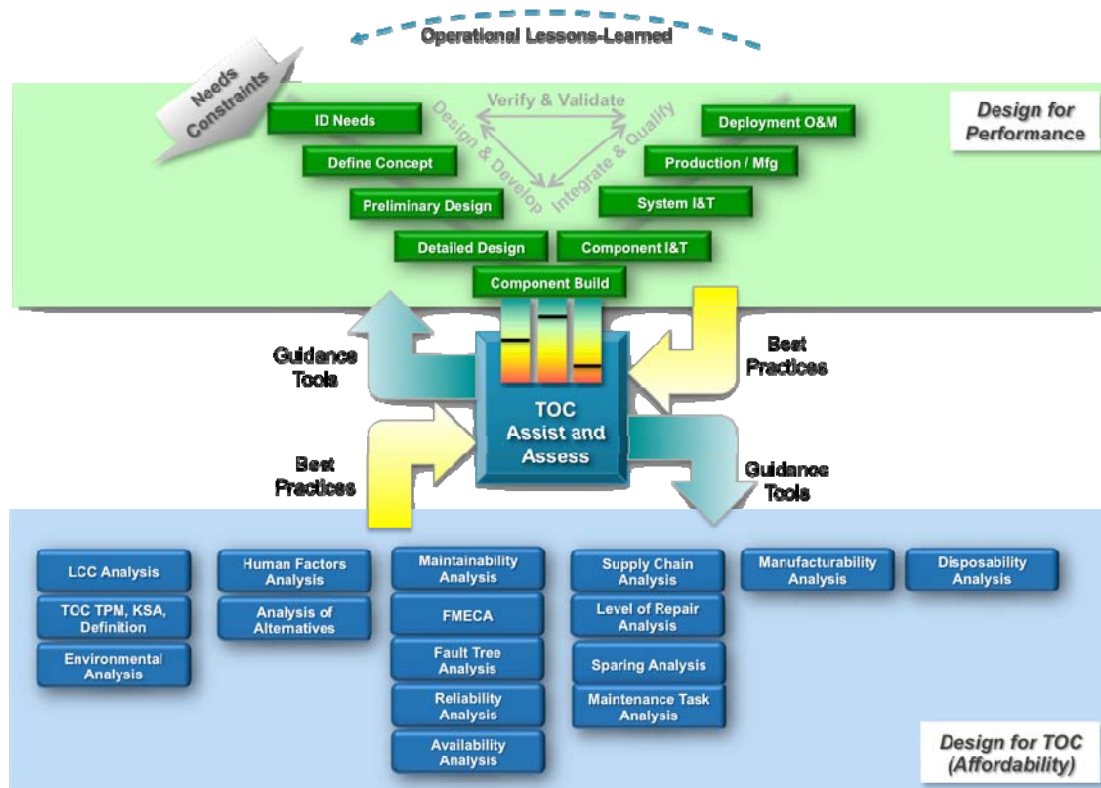 Operational Lessons-Learned
Needs
Constraints
Design for
Performance
Verify & Validate
Design & Develop
Integrate & Qualify
ID Needs
Define Concept
Preliminary Design
Detailed Design
Component Build
Component I&T
System I&T
Production / Mfg
Deployment O&M
Guidance
Tools
Best
Practices
TOC
Assist and
Assess
Best
Practices
Guidance
Tools
LCC Analysis
TOC TPM, KSA,
Definition
Environmental
Analysis
Human Factors
Analysis
Analysis of
Alternatives
Maintainability
Analysis
FMECA
Fault Tree
Analysis
Reliability
Analysis
Availability
Analysis
Supply Chain
Analysis
Level of Repair
Analysis
Sparing Analysis
Maintenance Task
Analysis
Manufacturability
Analysis
Disposability
Analysis
Design for TOC
(Affordability)